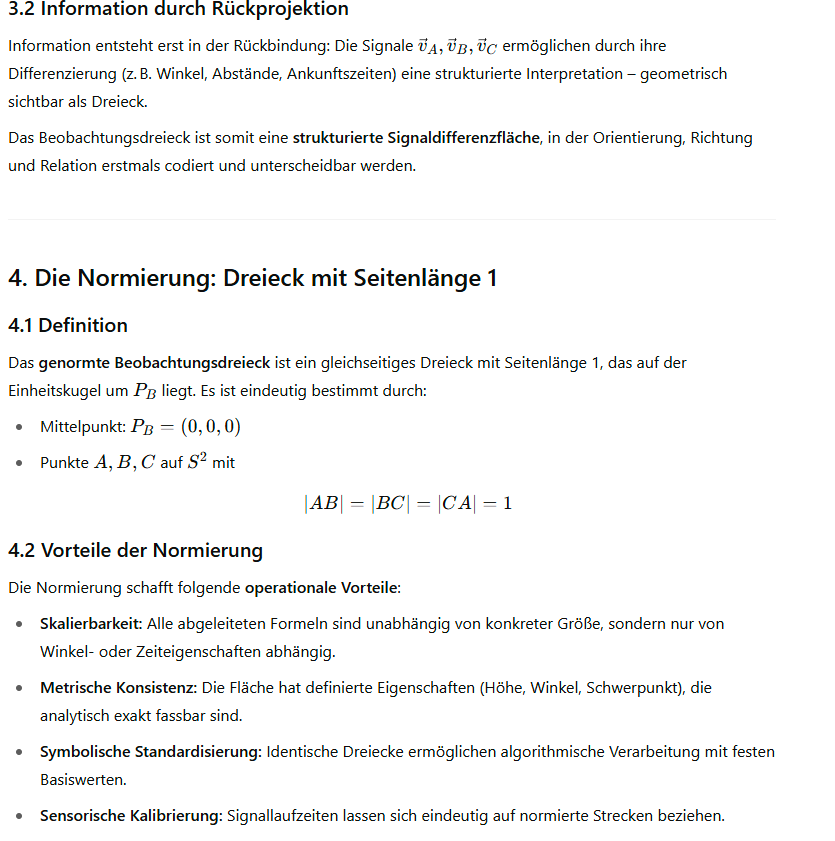 3.2 Information durch Rückprojektion
Information entsteht erst in der Rückbindung: Die Signale $\vec{v}_A, \vec{v}_B, \vec{v}_C$ ermöglichen durch ihre
Differenzierung (z. B. Winkel, Abstände, Ankunftszeiten) eine strukturierte Interpretation – geometrisch
sichtbar als Dreieck.
Das Beobachtungsdreieck ist somit eine strukturierte Signaldifferenzfläche, in der Orientierung, Richtung
und Relation erstmals codiert und unterscheidbar werden.
4. Die Normierung: Dreieck mit Seitenlänge 1
4.1 Definition
Das genormte Beobachtungsdreieck ist ein gleichseitiges Dreieck mit Seitenlänge 1, das auf der
Einheitskugel um $P_B$ liegt. Es ist eindeutig bestimmt durch:
• Mittelpunkt: $P_B = (0, 0, 0)$
• Punkte $A, B, C$ auf $S^2$ mit
$|AB| = |BC| = |CA| = 1$
4.2 Vorteile der Normierung
Die Normierung schafft folgende operationale Vorteile:
• Skalierbarkeit: Alle abgeleiteten Formeln sind unabhängig von konkreter Größe, sondern nur von
Winkel- oder Zeiteigenschaften abhängig.
• Metrische Konsistenz: Die Fläche hat definierte Eigenschaften (Höhe, Winkel, Schwerpunkt), die
analytisch exakt fassbar sind.
• Symbolische Standardisierung: Identische Dreiecke ermöglichen algorithmische Verarbeitung mit festen
Basiswerten.
• Sensorische Kalibrierung: Signallaufzeiten lassen sich eindeutig auf normierte Strecken beziehen.